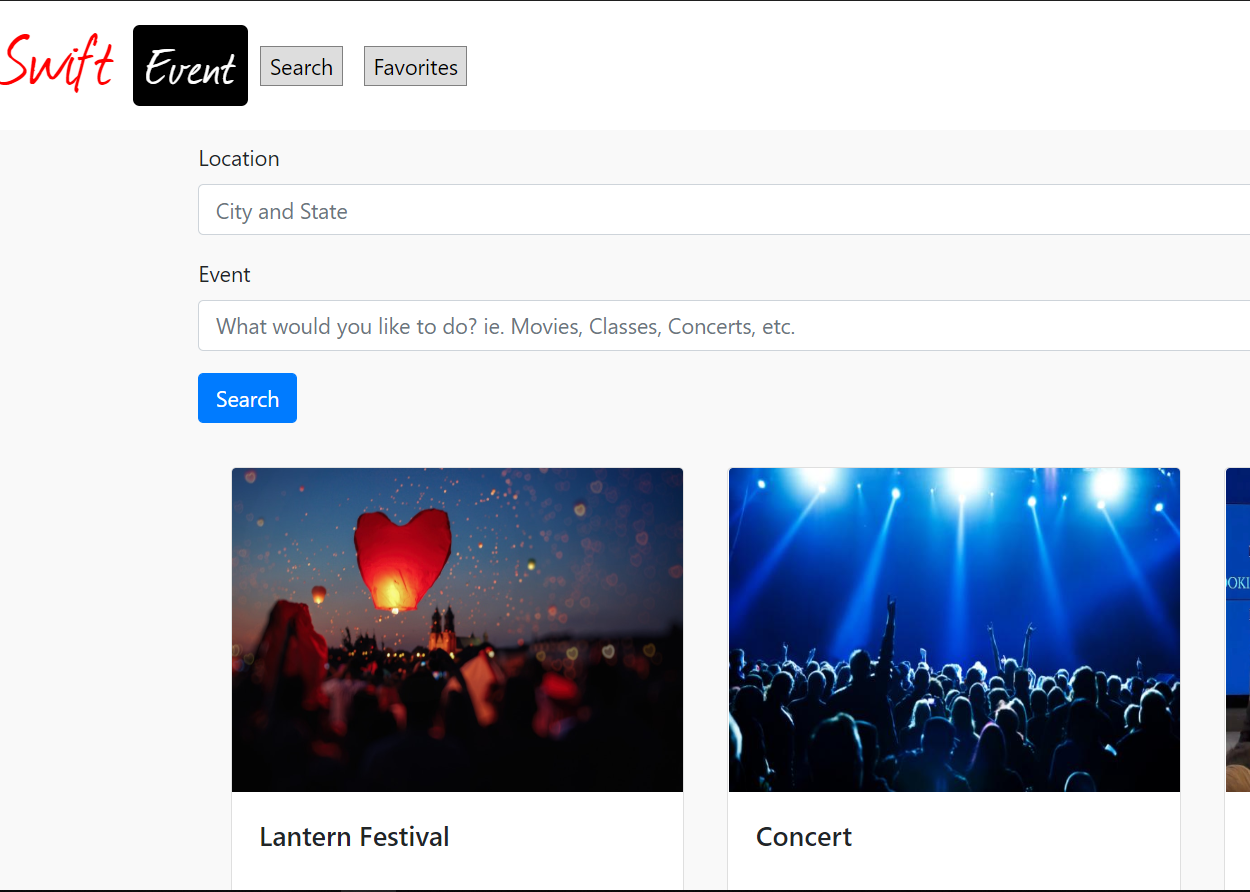 Swift Event Search Favorites
Location
City and State
Event
What would you like to do? ie. Movies, Classes, Concerts, etc.
Search
Lantern Festival
Concert